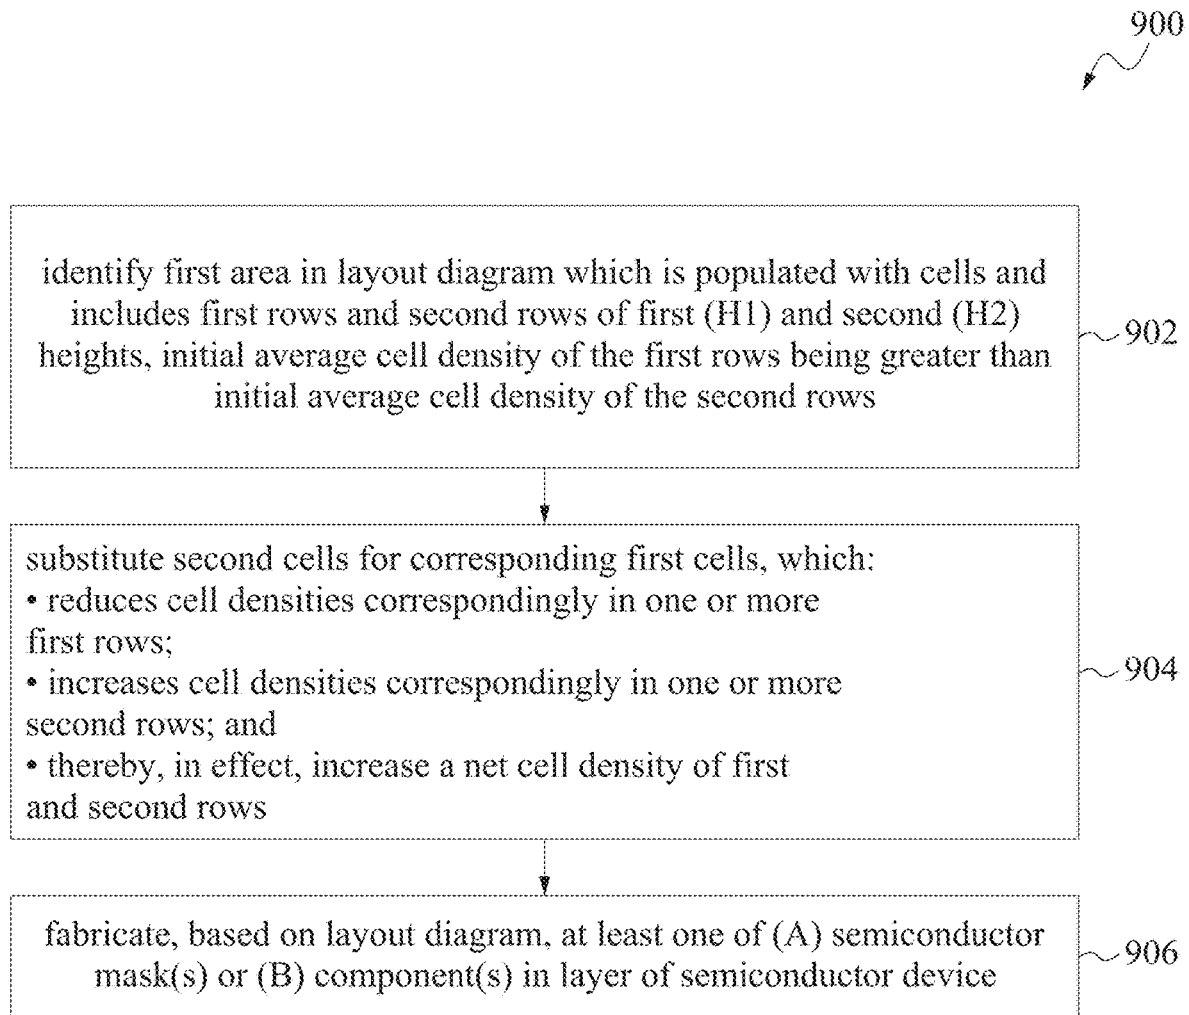 900
identify first area in layout diagram which is populated with cells and
includes first rows and second rows of first (H1) and second (H2)
heights, initial average cell density of the first rows being greater than
initial average cell density of the second rows
902
substitute second cells for corresponding first cells, which:
• reduces cell densities correspondingly in one or more
first rows;
• increases cell densities correspondingly in one or more
second rows; and
• thereby, in effect, increase a net cell density of first
and second rows
904
fabricate, based on layout diagram, at least one of (A) semiconductor
mask(s) or (B) component(s) in layer of semiconductor device
906